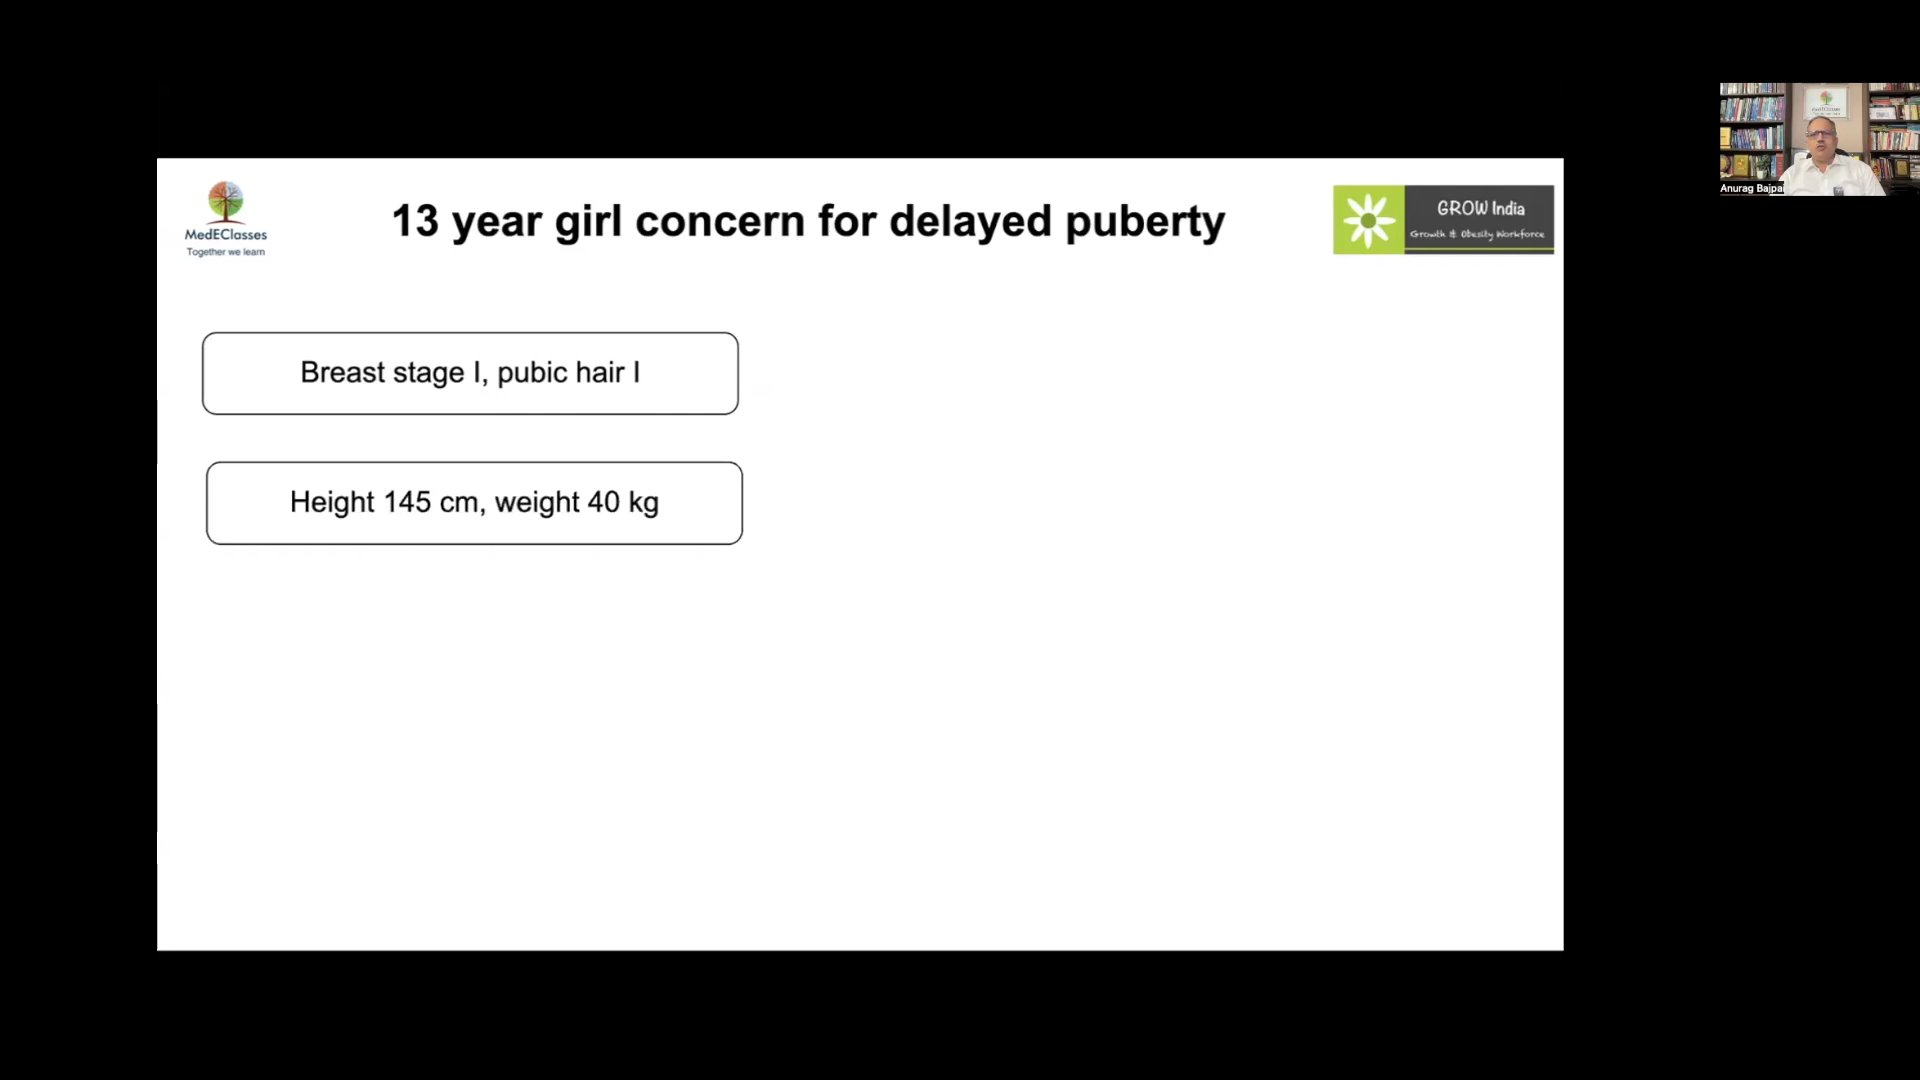 13 year girl concern for delayed puberty
MedEClasses
Together we learn
GROW India
Growth & Obesity Workforce
Breast stage I, pubic hair I
Height 145 cm, weight 40 kg
Anurag Bajpai